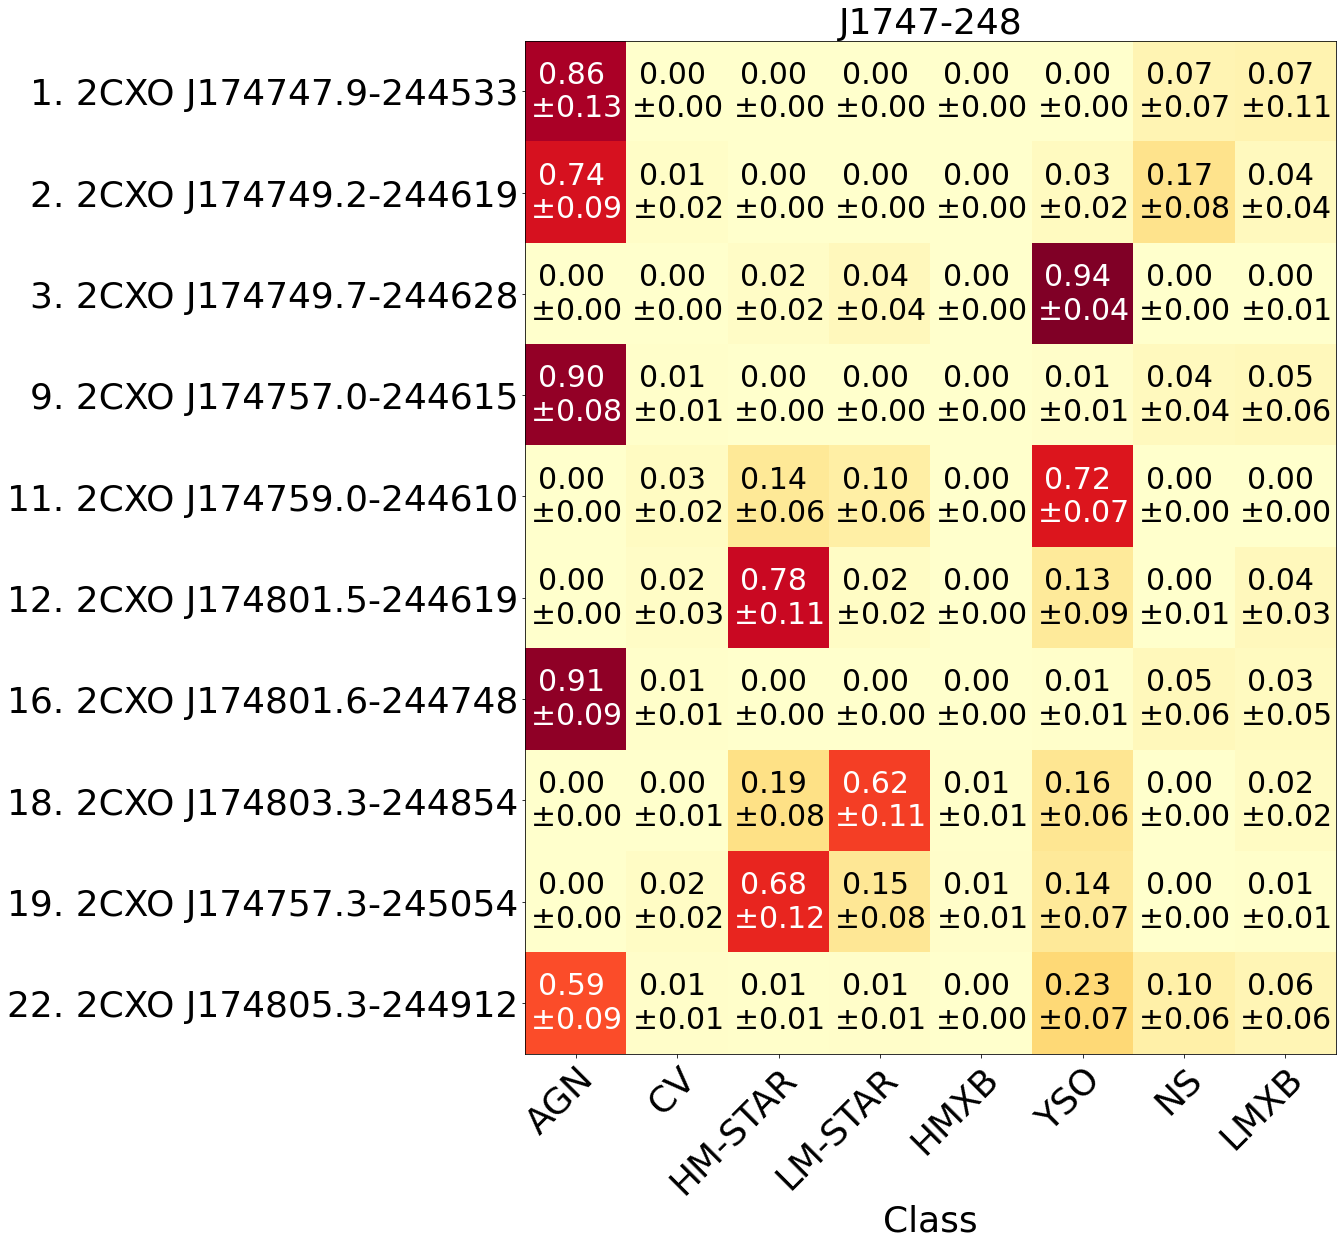 J1747-248
1. 2CXO J174747.9-244533 0.86 0.00 0.00 0.00 0.00 0.00 0.07 0.07
±0.13 ±0.00 ±0.00 ±0.00 ±0.00 ±0.00 ±0.07 ±0.11
2. 2CXO J174749.2-244619 0.74 0.01 0.00 0.00 0.00 0.03 0.17 0.04
±0.09 ±0.02 ±0.00 ±0.00 ±0.00 ±0.02 ±0.08 ±0.04
3. 2CXO J174749.7-244628 0.00 0.00 0.02 0.04 0.00 0.94 0.00 0.00
±0.00 ±0.00 ±0.02 ±0.04 ±0.00 ±0.04 ±0.00 ±0.01
9. 2CXO J174757.0-244615 0.90 0.01 0.00 0.00 0.00 0.01 0.04 0.05
±0.08 ±0.01 ±0.00 ±0.00 ±0.00 ±0.01 ±0.04 ±0.06
11. 2CXO J174759.0-244610 0.00 0.03 0.14 0.10 0.00 0.72 0.00 0.00
±0.00 ±0.02 ±0.06 ±0.06 ±0.00 ±0.07 ±0.00 ±0.00
12. 2CXO J174801.5-244619 0.00 0.02 0.78 0.02 0.00 0.13 0.00 0.04
±0.00 ±0.03 ±0.11 ±0.02 ±0.00 ±0.09 ±0.01 ±0.03
16. 2CXO J174801.6-244748 0.91 0.01 0.00 0.00 0.00 0.01 0.05 0.03
±0.09 ±0.01 ±0.00 ±0.00 ±0.00 ±0.01 ±0.06 ±0.05
18. 2CXO J174803.3-244854 0.00 0.00 0.19 0.62 0.01 0.16 0.00 0.02
±0.00 ±0.01 ±0.08 ±0.11 ±0.01 ±0.06 ±0.00 ±0.02
19. 2CXO J174757.3-245054 0.00 0.02 0.68 0.15 0.01 0.14 0.00 0.01
±0.00 ±0.02 ±0.12 ±0.08 ±0.01 ±0.07 ±0.00 ±0.01
22. 2CXO J174805.3-244912 0.59 0.01 0.01 0.01 0.00 0.23 0.10 0.06
±0.09 ±0.01 ±0.01 ±0.01 ±0.00 ±0.07 ±0.06 ±0.06
AGN CV HM-STAR LM-STAR HMXB YSO NS LMXB
Class